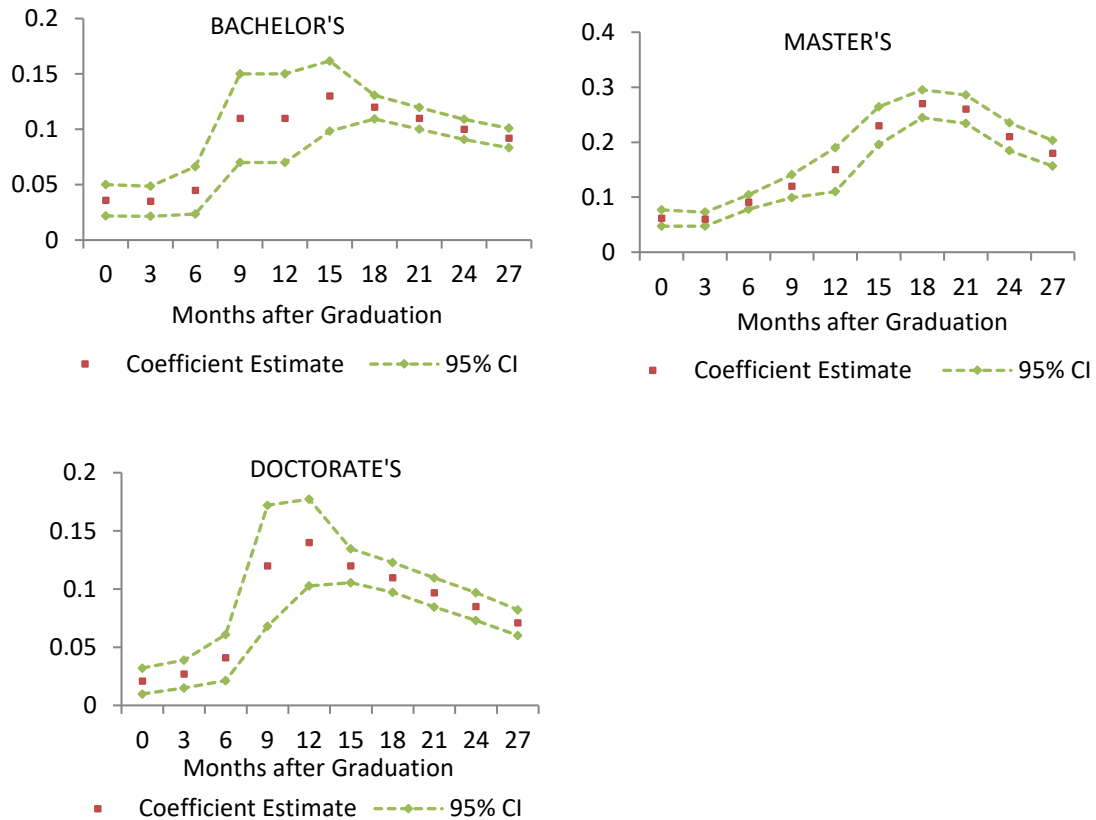 BACHELOR'S
0.2
0.15
0.1
0.05
0
0 3 6 9 12 15 18 21 24 27
Months after Graduation
Coefficient Estimate 95% CI
MASTER'S
0.4
0.3
0.2
0.1
0
0 3 6 9 12 15 18 21 24 27
Months after Graduation
Coefficient Estimate 95% CI
DOCTORATE'S
0.2
0.15
0.1
0.05
0
0 3 6 9 12 15 18 21 24 27
Months after Graduation
Coefficient Estimate 95% CI